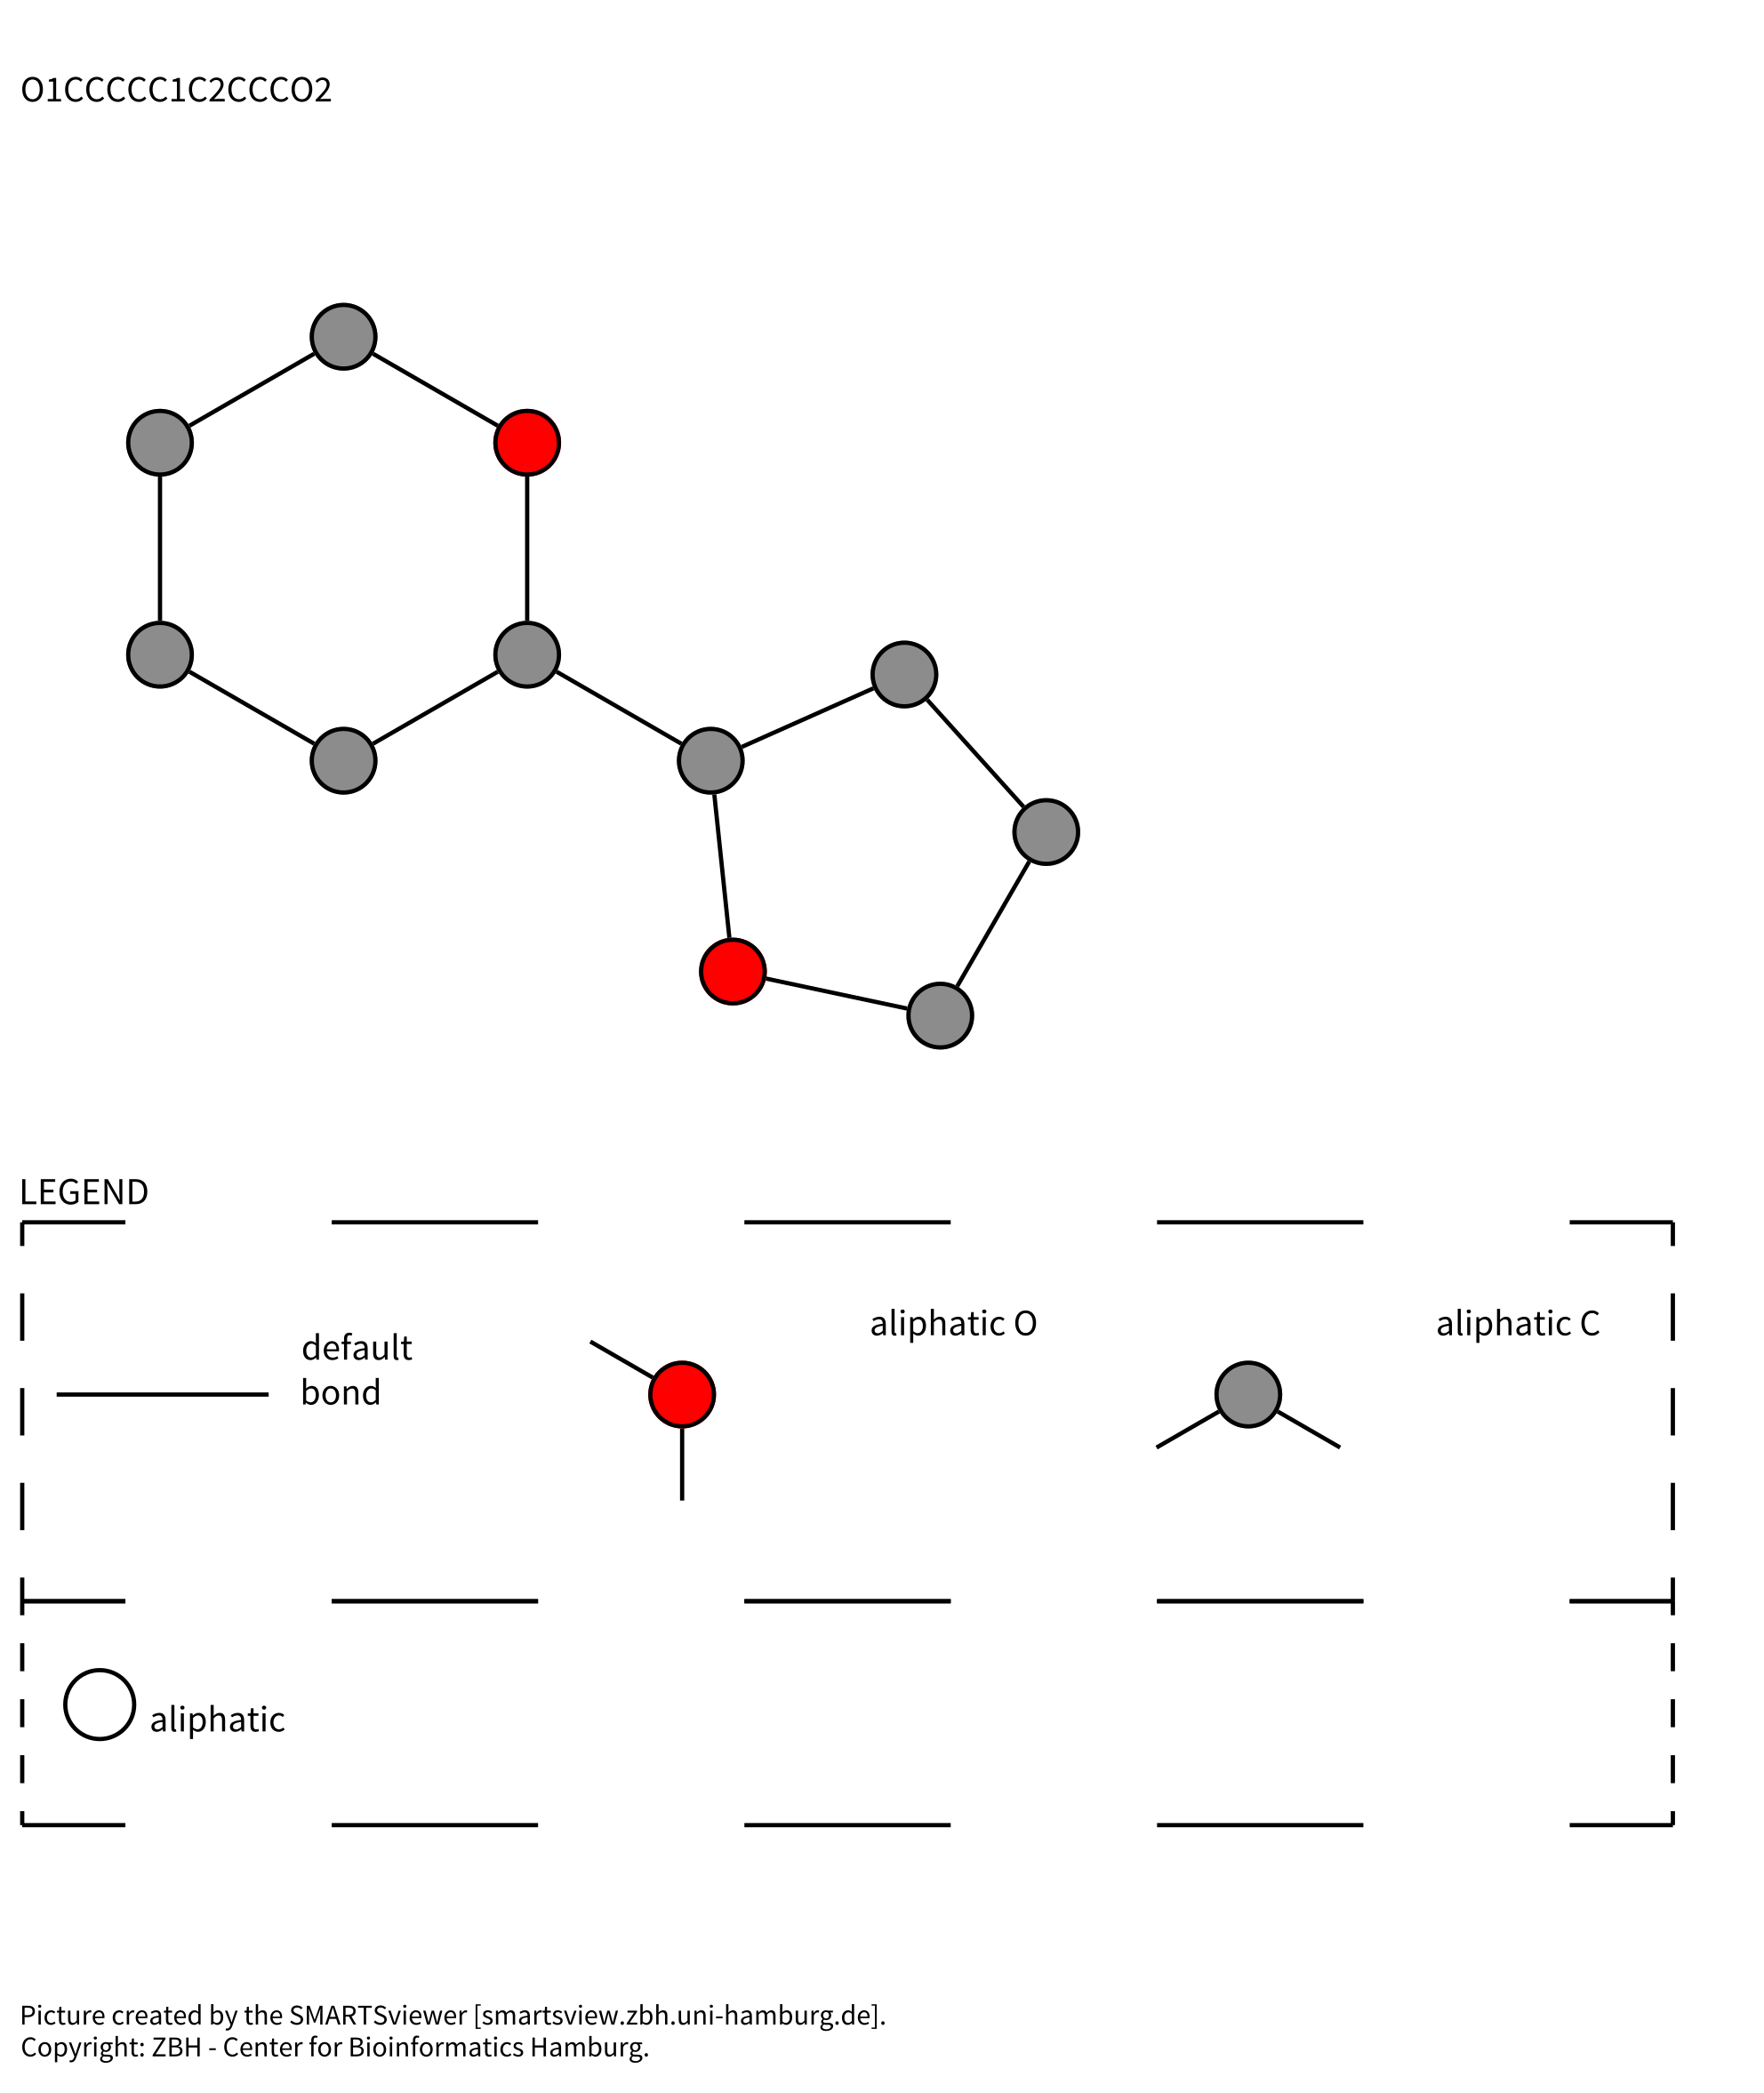 O1CCCCC1C2CCCO2
LEGEND
default
bond
aliphatic O
aliphatic C
aliphatic
Picture created by the SMARTSviewer [smartsview.zbh.uni-hamburg.de].
Copyright: ZBH - Center for Bioinformatics Hamburg.